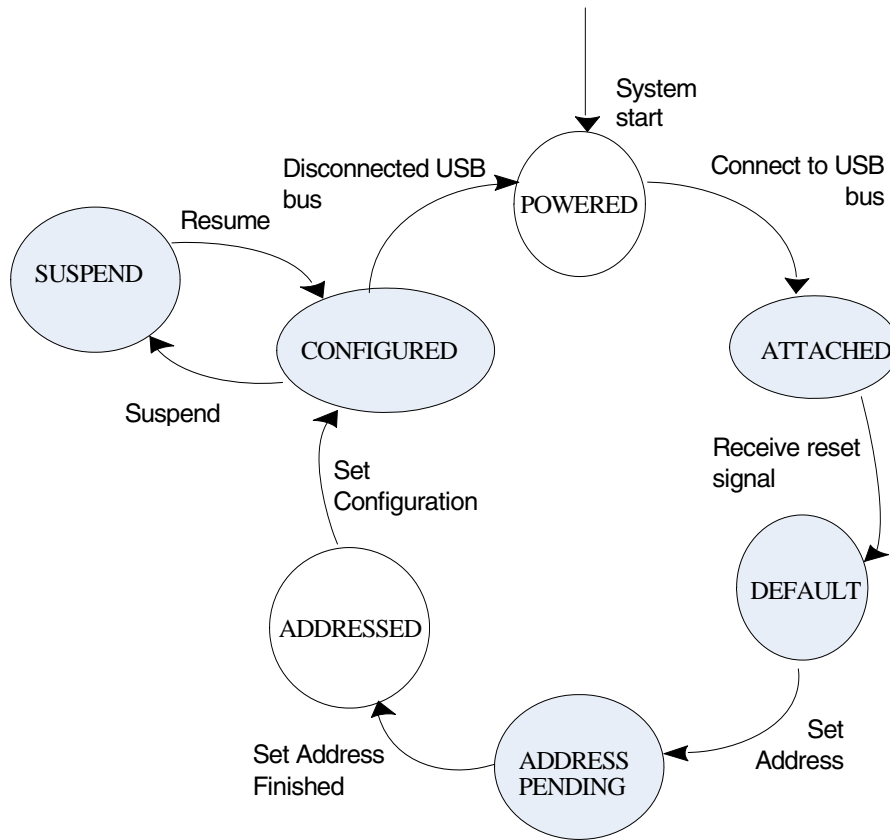 System
start
Disconnected USB
bus
Connect to USB
bus
POWERED
Resume
SUSPEND
CONFIGURED
ATTACHED
Suspend
Receive reset
signal
Set
Configuration
DEFAULT
ADDRESSED
Set
Address
Set Address
Finished
ADDRESS
PENDING